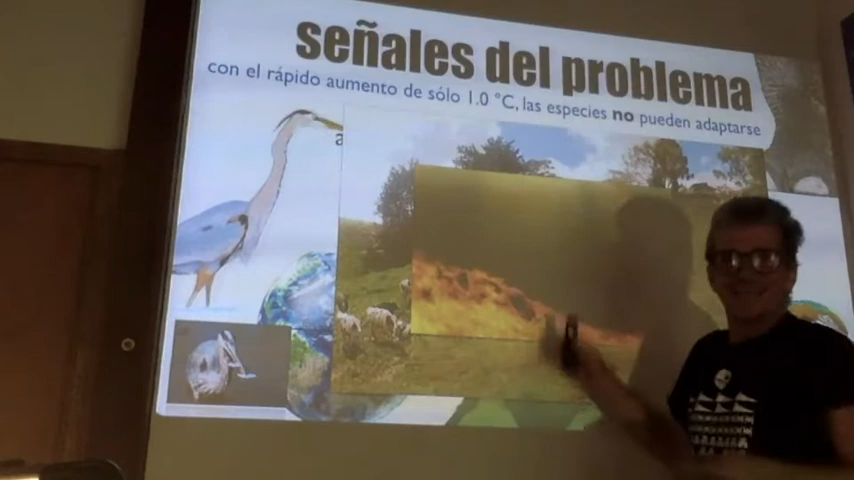 señales del problema
con el rápido aumento de sólo 1.0 °C, las especies no pueden adaptarse
a